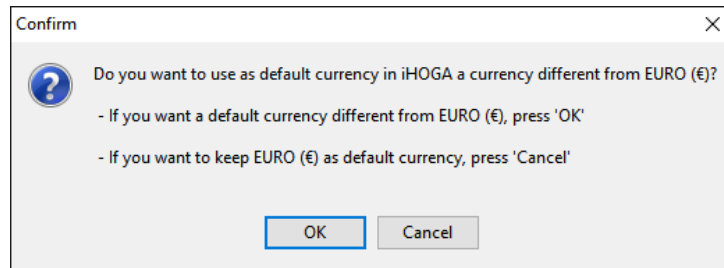 Confirm
Do you want to use as default currency in iHOGA a currency different from EURO (€)?
- If you want a default currency different from EURO (€), press 'OK'
- If you want to keep EURO (€) as default currency, press 'Cancel'
OK
Cancel